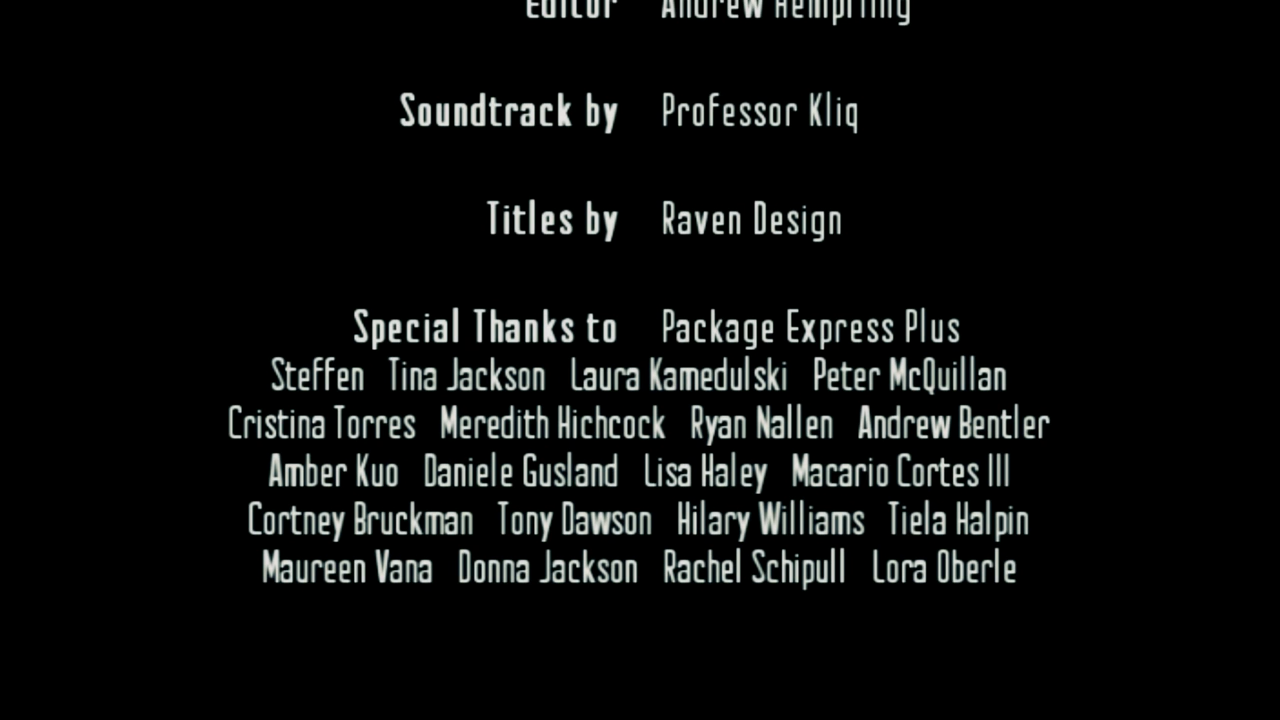 Editor Andrew
Soundtrack by Professor Kliq
Titles by Raven Design
Special Thanks to Package Express Plus
Steffen Tina Jackson Laura Kamedulski Peter McQuillan
Cristina Torres Meredith Hichcock Ryan Nallen Andrew Bentler
Amber Kuo Daniele Gusland Lisa Haley Macario Cortes III
Cortney Bruckman Tony Dawson Hilary Williams Tiela Halpin
Maureen Vana Donna Jackson Rachel Schipull Lora Oberle